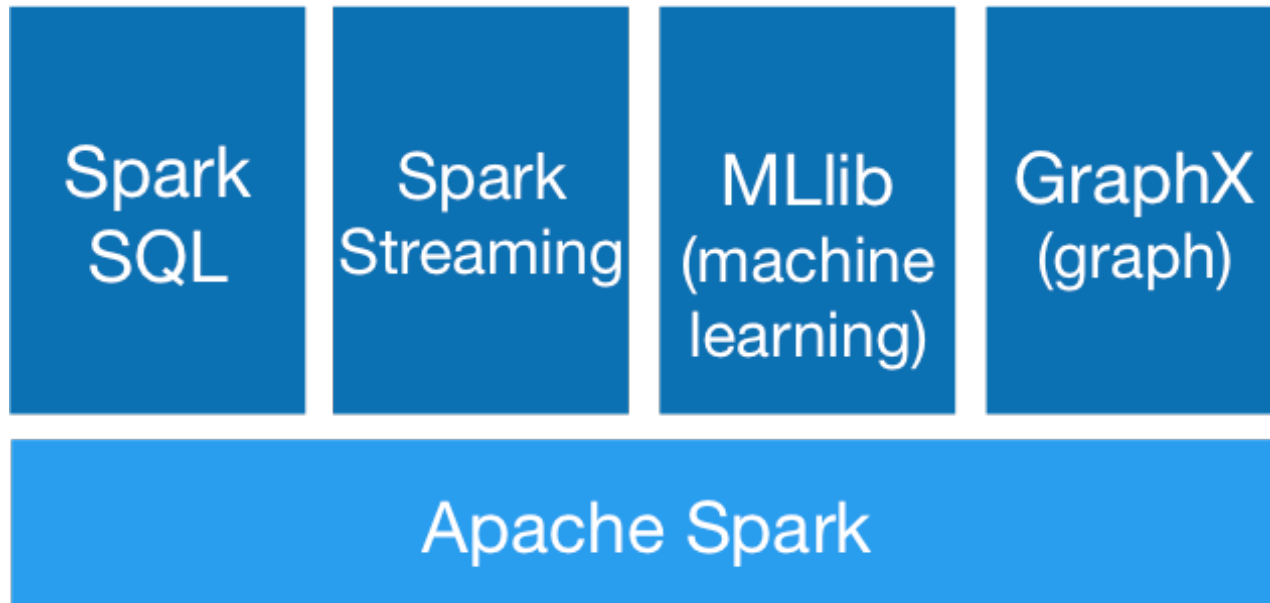 Spark
SQL
Spark
Streaming
MLlib
(machine
learning)
GraphX
(graph)
Apache Spark